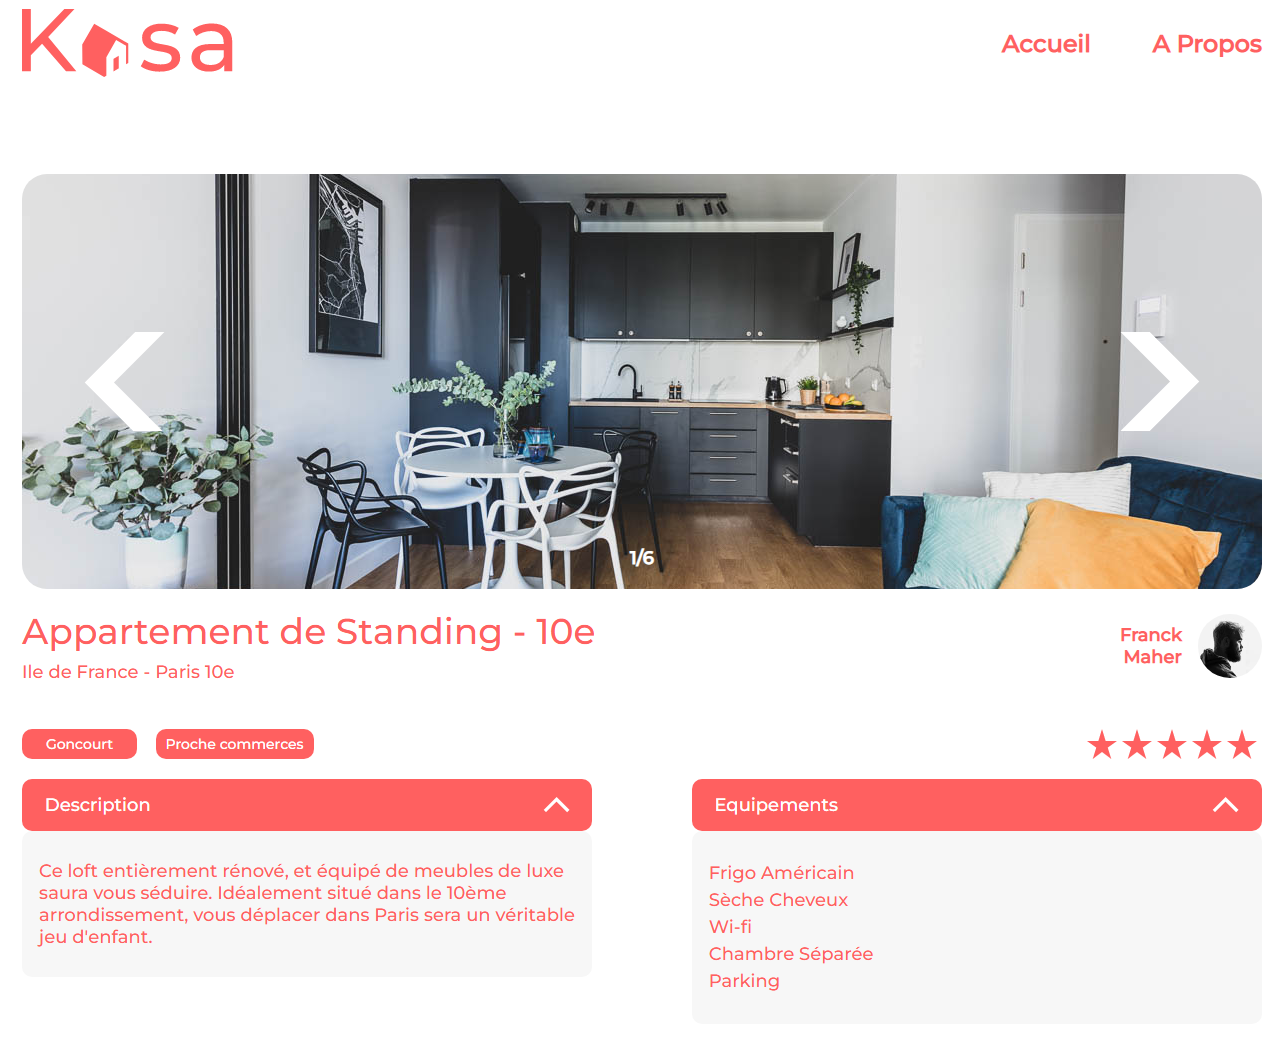 Kasa
Accueil
A Propos
1/6
Appartement de Standing - 10e
Ile de France - Paris 10e
Franck
Maher
Goncourt
Proche commerces
Description
Ce loft entièrement rénové, et équipé de meubles de luxe
saura vous séduire. Idéalement situé dans le 10ème
arrondissement, vous déplacer dans Paris sera un véritable
jeu d'enfant.
Equipements
Frigo Américain
Sèche Cheveux
Wi-fi
Chambre Séparée
Parking